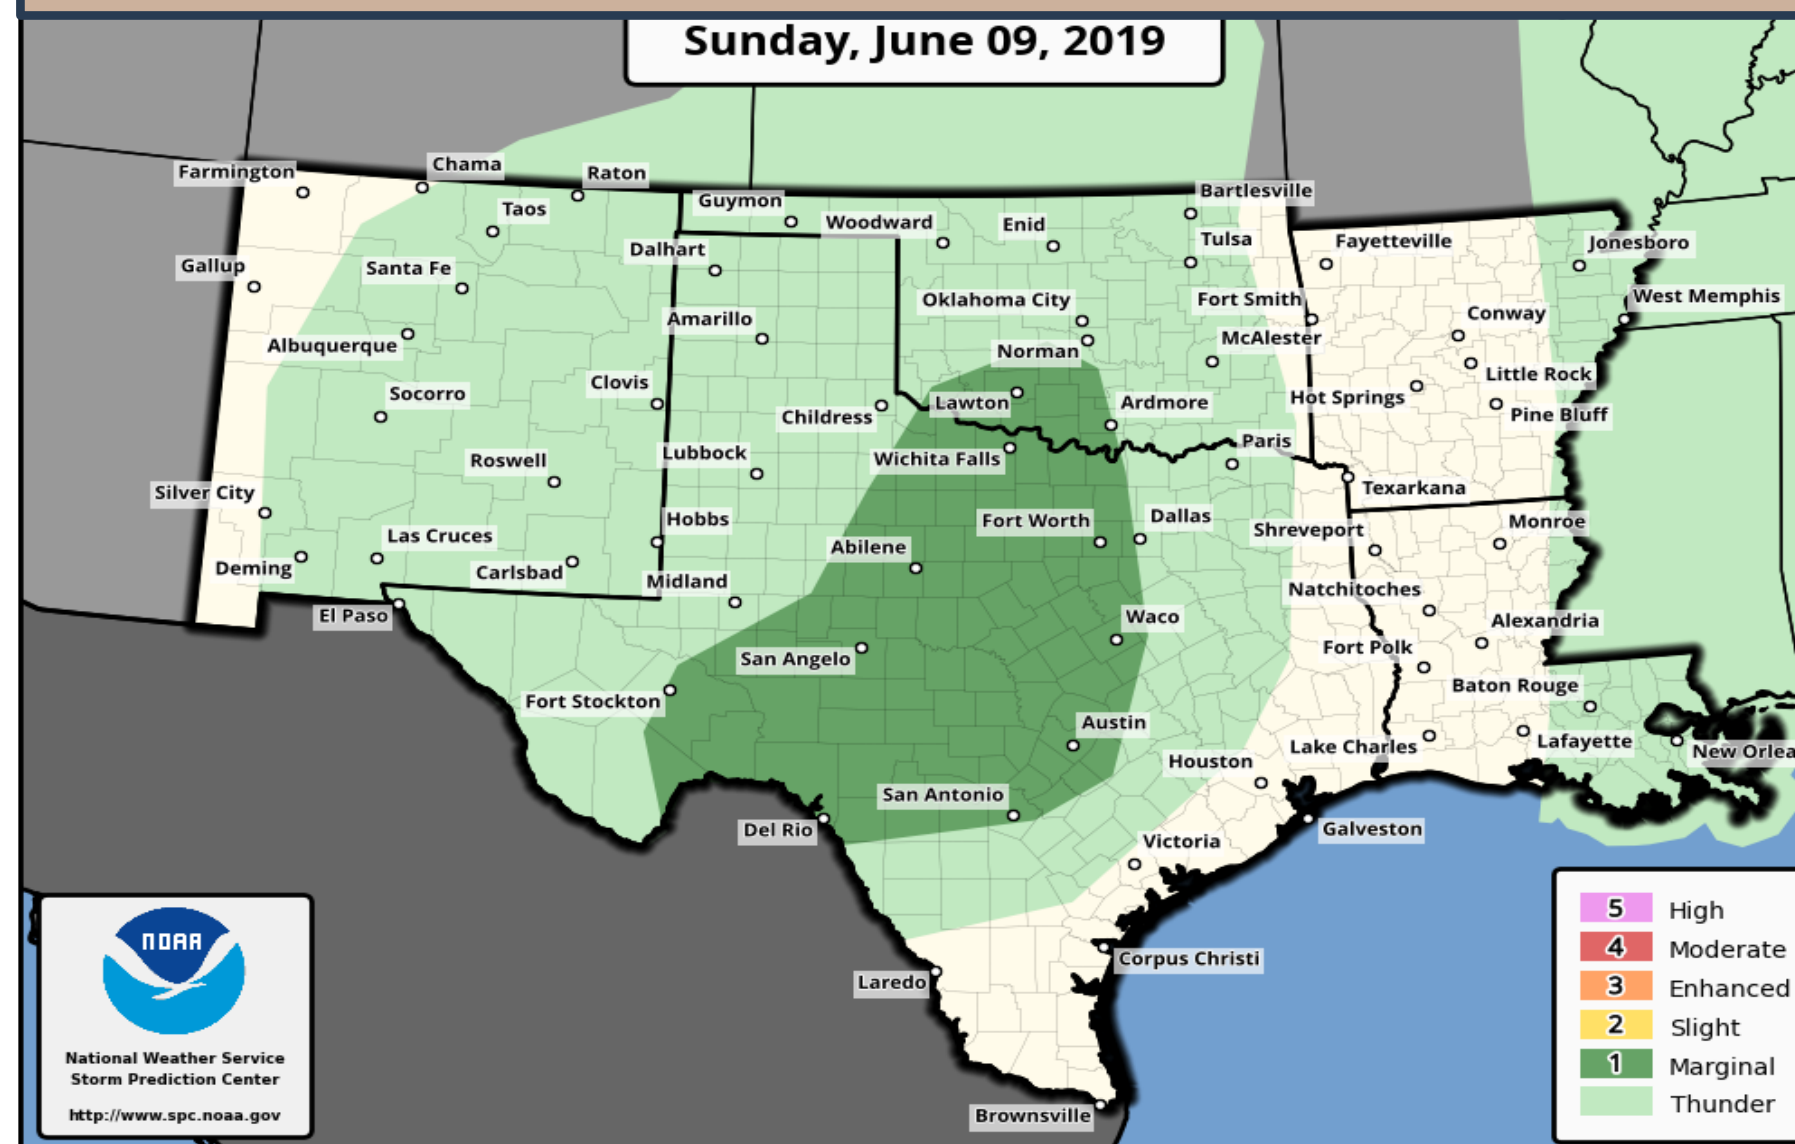 Sunday, June 09, 2019
Farmington
Chama
Raton
Taos
Guymon
Woodward
Enid
Bartlesville
Tulsa
Fayetteville
Jonesboro
Gallup
Santa Fe
Dalhart
Oklahoma City
Fort Smith
West Memphis
Conway
Albuquerque
Amarillo
Norman
McAlester
Little Rock
Socorro
Clovis
Childress
Lawton
Ardmore
Hot Springs
Pine Bluff
Roswell
Lubbock
Wichita Falls
Paris
Silver City
Texarkana
Hobbs
Fort Worth
Dallas
Shreveport
Monroe
Las Cruces
Abilene
Deming
Carlsbad
Midland
Natchitoches
El Paso
Waco
Alexandria
San Angelo
Fort Polk
Fort Stockton
Baton Rouge
Austin
Lake Charles
Lafayette
New Orlea
Houston
San Antonio
Del Rio
Victoria
Galveston
Corpus Christi
Laredo
Brownsville
NOAA
National Weather Service
Storm Prediction Center
http://www.spc.noaa.gov
5 High
4 Moderate
3 Enhanced
2 Slight
1 Marginal
Thunder